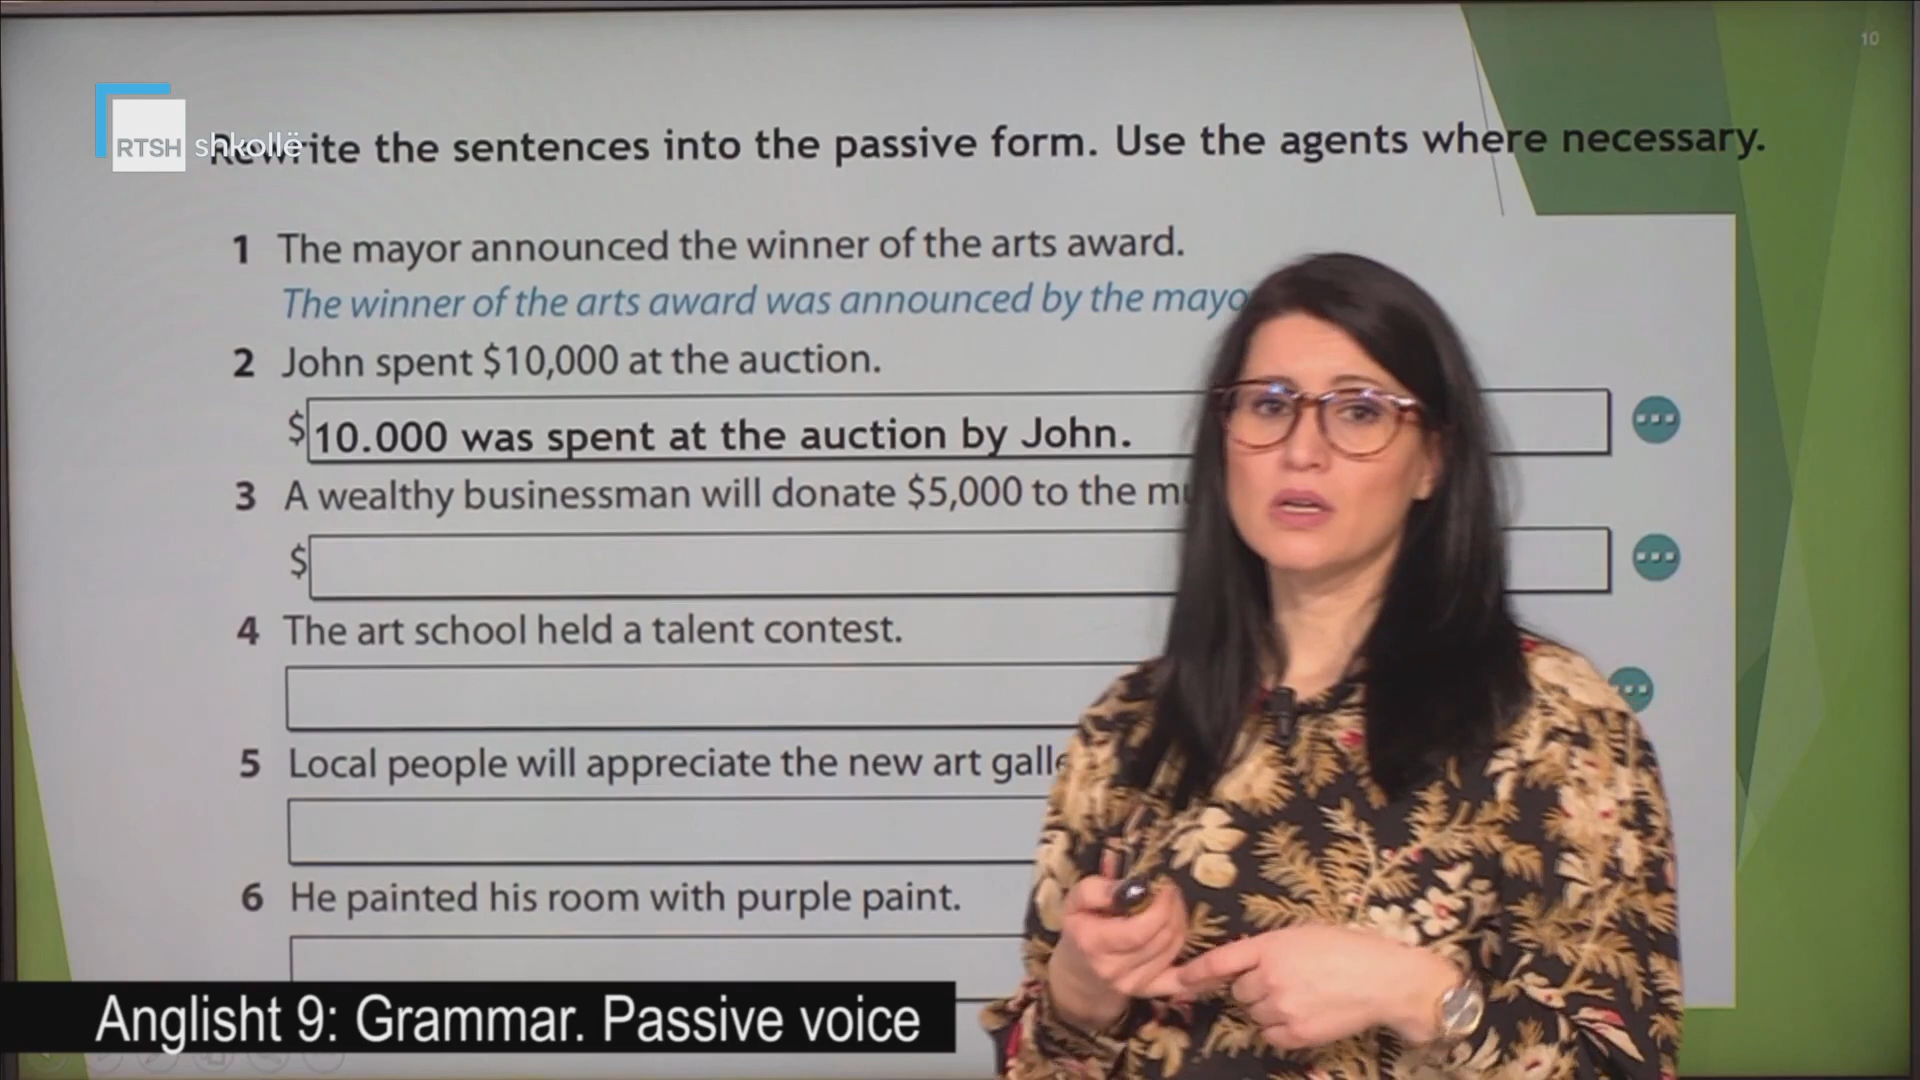 10
RTSH shkollë
Rewrite the sentences into the passive form. Use the agents where necessary.
1 The mayor announced the winner of the arts award.
The winner of the arts award was announced by the
2 John spent $10,000 at the auction.
$ 10.000 was spent at the auction by John.
3 A wealthy businessman will donate $5,000 to the
$
4 The art school held a talent contest.
5 Local people will appreciate the new art
6 He painted his room with purple paint.
Anglisht 9: Grammar. Passive voice